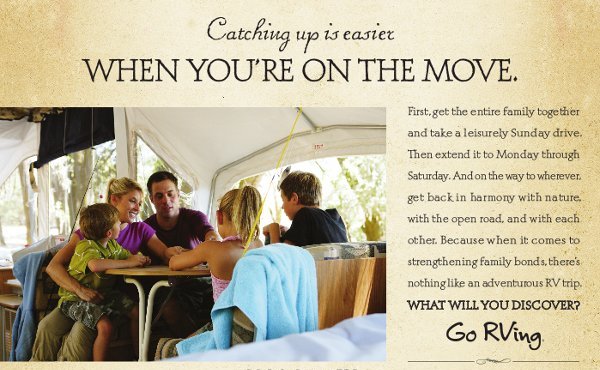 Catching up is easier
WHEN YOU'RE ON THE MOVE.
First, get the entire family together
and take a leisurely Sunday drive.
Then extend it to Monday through
Saturday. And on the way to wherever,
get back in harmony with nature,
with the open road, and with each
other. Because when it comes to
strengthening family bonds, there's
nothing like an adventurous RV trip.
WHAT WILL YOU DISCOVER?
Go RVing